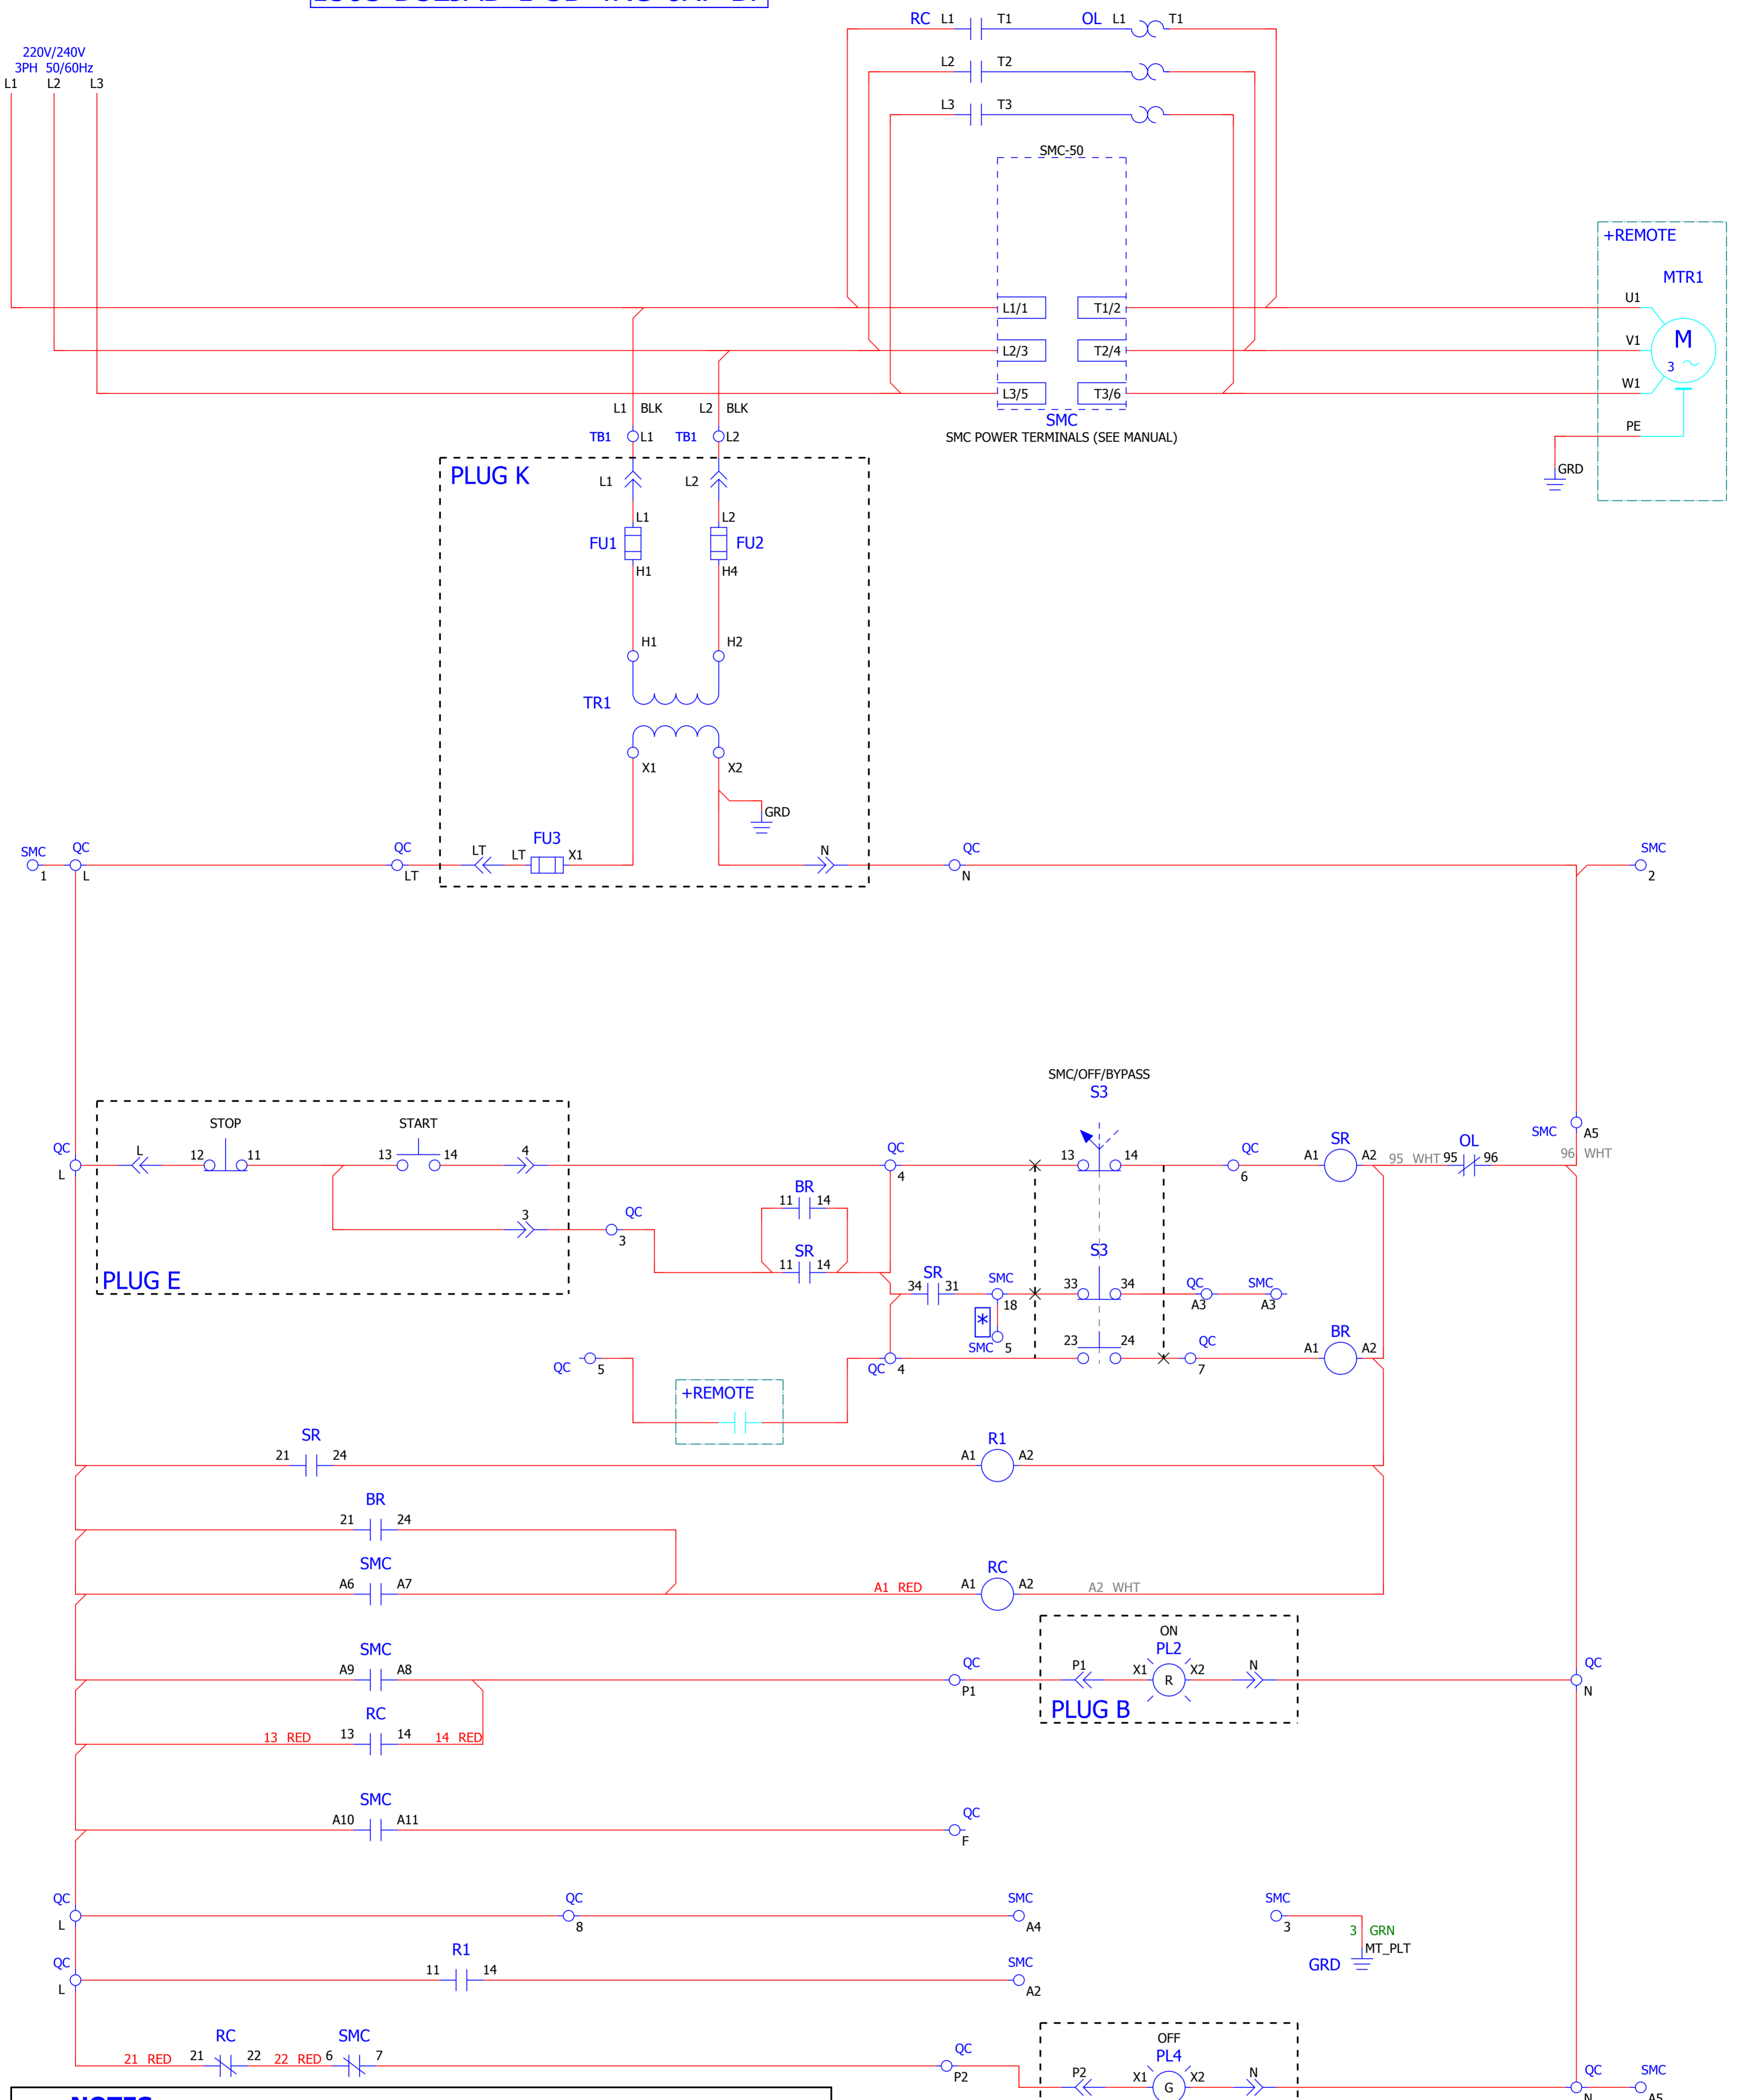 RC L1 T1 OL L1 T1
220V/240V
3PH 50/60Hz
L1 L2 L3
L2 T2
L3 T3
SMC-50
+REMOTE
MTR1
L1/1 T1/2 U1
L2/3 T2/4 V1
M
3
L3/5 T3/6 W1
L1 BLK L2 BLK
SMC
PE
TB1 L1 TB1 L2
SMC POWER TERMINALS (SEE MANUAL)
GRD
PLUG K
L1 L2
L1 L2
FU1 FU2
H1 H4
H1 H2
TR1
X1 X2
GRD
SMC QC QC FU3 QC SMC
LT LT X1 N
1 L LT N 2
SMC/OFF/BYPASS
S3
STOP START
SMC A5
QC L 4 QC SR OL
12 11 13 14 13 14 QC A1 A2 95 WHT 95 96 96 WHT
L 4 6
BR
11 14
3 QC
3
SR
11 14
S3
PLUG E
SR SMC QC SMC
34 31 33 34
18 A3 A3
*
SMC 5 23 24 QC BR
A1 A2
QC 5 QC 4 7
+REMOTE
SR R1
21 24 A1 A2
BR
21 24
SMC RC
A6 A7 A1 RED A1 A2 A2 WHT
ON
SMC PL2
A9 A8 QC P1 X1 R X2 N QC
P1 N
PLUG B
RC
13 RED 13 14 14 RED
SMC
A10 A11 QC
F
QC QC SMC SMC
L 8 A4 3
3 GRN
MT_PLT
GRD
QC R1 SMC
11 14
L A2
OFF
RC SMC PL4
21 RED 21 22 22 RED 6 7 QC
P2 P2 X1 G X2 N QC SMC
N A5